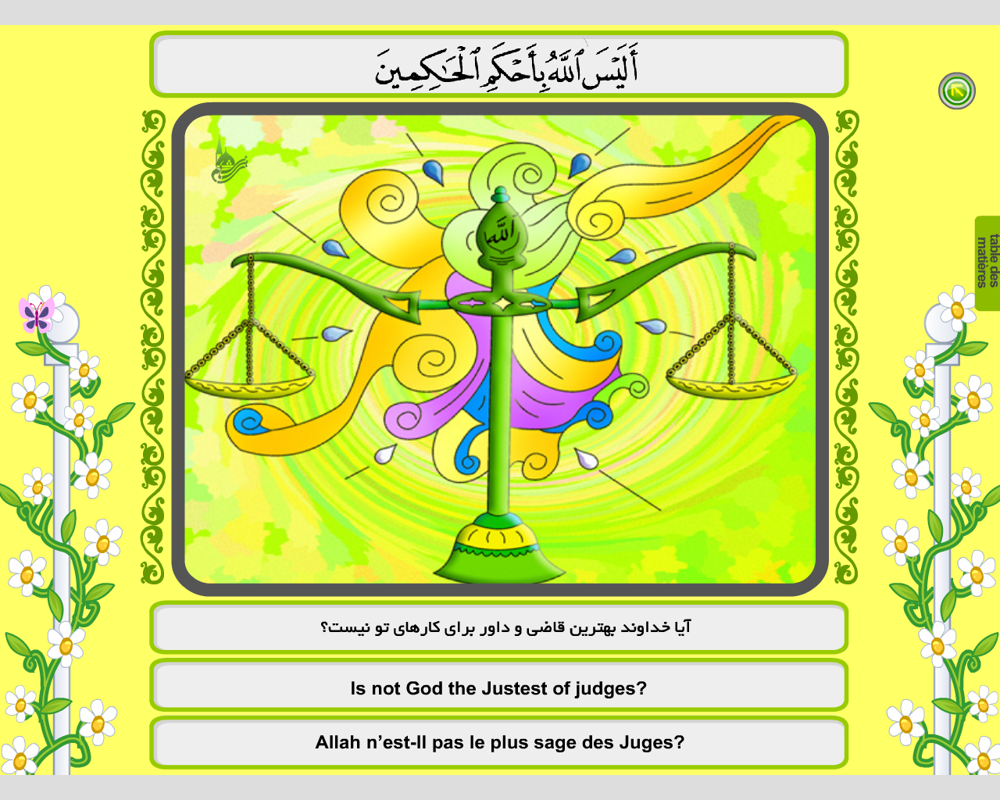 أَلَيْسَ ٱللَّهُ بِأَحْكَمِ ٱلْحَـٰكِمِينَ
الله
table des
matières
آیا خداوند بهترین قاضی و داور برای کارهای تو نیست؟
Is not God the Justest of judges?
Allah n’est-Il pas le plus sage des Juges?